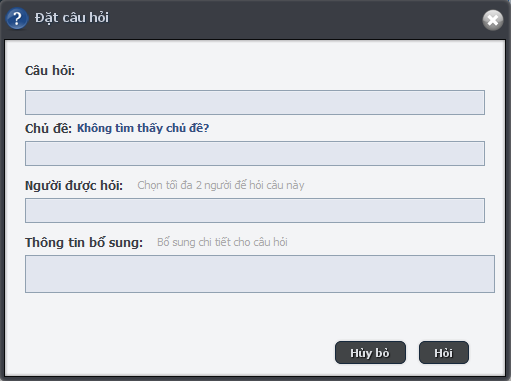 Đặt câu hỏi
Câu hỏi:
Chủ đề: Không tìm thấy chủ đề?
Người được hỏi: Chọn tối đa 2 người để hỏi câu này
Thông tin bổ sung: Bổ sung chi tiết cho câu hỏi
Hủy bỏ Hỏi